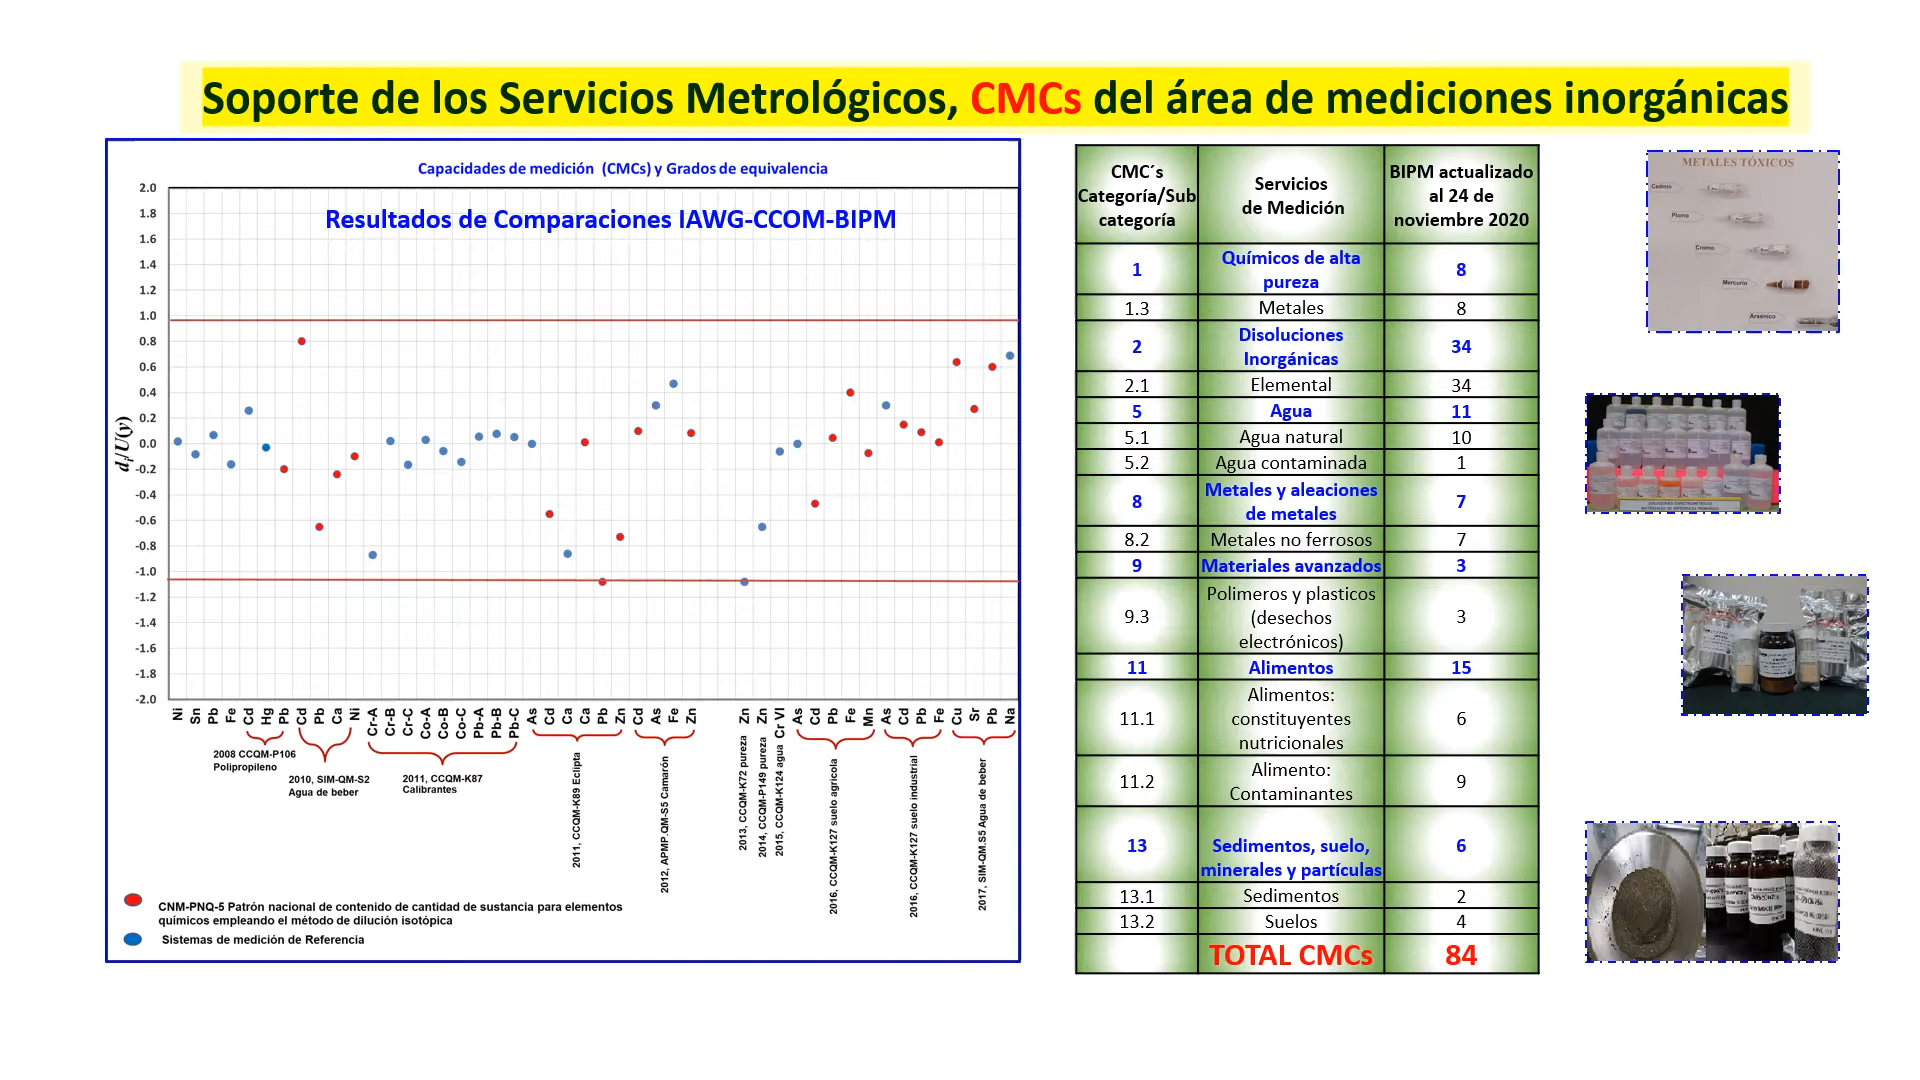 Soporte de los Servicios Metrológicos, CMCs del área de mediciones inorgánicas
Capacidades de medición (CMCs) y Grados de equivalencia
Resultados de Comparaciones IAWG-CCOM-BIPM
2.0
1.8
1.6
1.4
1.2
1.0
0.8
0.6
0.4
0.2
0.0
-0.2
-0.4
-0.6
-0.8
-1.0
-1.2
-1.4
-1.6
-1.8
-2.0
di/U(y)
Ni Sn Pb Fe Cd Hg Pb Cd Pb Ca Ni Cr-A Cr-B Cr-C Co-A Co-B Co-C Pb-A Pb-B Pb-C As Cd Ca Ca Pb Zn Cd As Fe Zn Zn Zn Cr VI As Cd Pb Fe Mn As Cd Pb Fe Cu Sr Pb Na
2008 CCQM-P106
Polipropileno
2010, SIM-QM-S2
Agua de beber
2011, CCQM-K87
Calibrantes
2011, CCQM-K89 Eclipta
2012, APMP.QM-S5 Camarón
2013, CCQM-K72 pureza
2014, CCQM-P149 pureza
2015, CCQM-K124 agua
2016, CCQM-K127 suelo agrícola
2016, CCQM-K127 suelo industrial
2017, SIM-QM.S5 Agua de beber
CNM-PNQ-5 Patrón nacional de contenido de cantidad de sustancia para elementos
químicos empleando el método de dilución isotópica
Sistemas de medición de Referencia
CMC´s
Categoría/Sub
categoría
Servicios
de Medición
BIPM actualizado
al 24 de
noviembre 2020
1 Químicos de alta pureza 8
1.3 Metales 8
2 Disoluciones Inorgánicas 34
2.1 Elemental 34
5 Agua 11
5.1 Agua natural 10
5.2 Agua contaminada 1
8 Metales y aleaciones de metales 7
8.2 Metales no ferrosos 7
9 Materiales avanzados 3
9.3 Polimeros y plasticos (desechos electrónicos) 3
11 Alimentos 15
11.1 Alimentos: constituyentes nutricionales 6
11.2 Alimento: Contaminantes 9
13 Sedimentos, suelo, minerales y partículas 6
13.1 Sedimentos 2
13.2 Suelos 4
TOTAL CMCs 84
METALES TÓXICOS
Cadmio
Plomo
Cromo
Mercurio
Arsénico